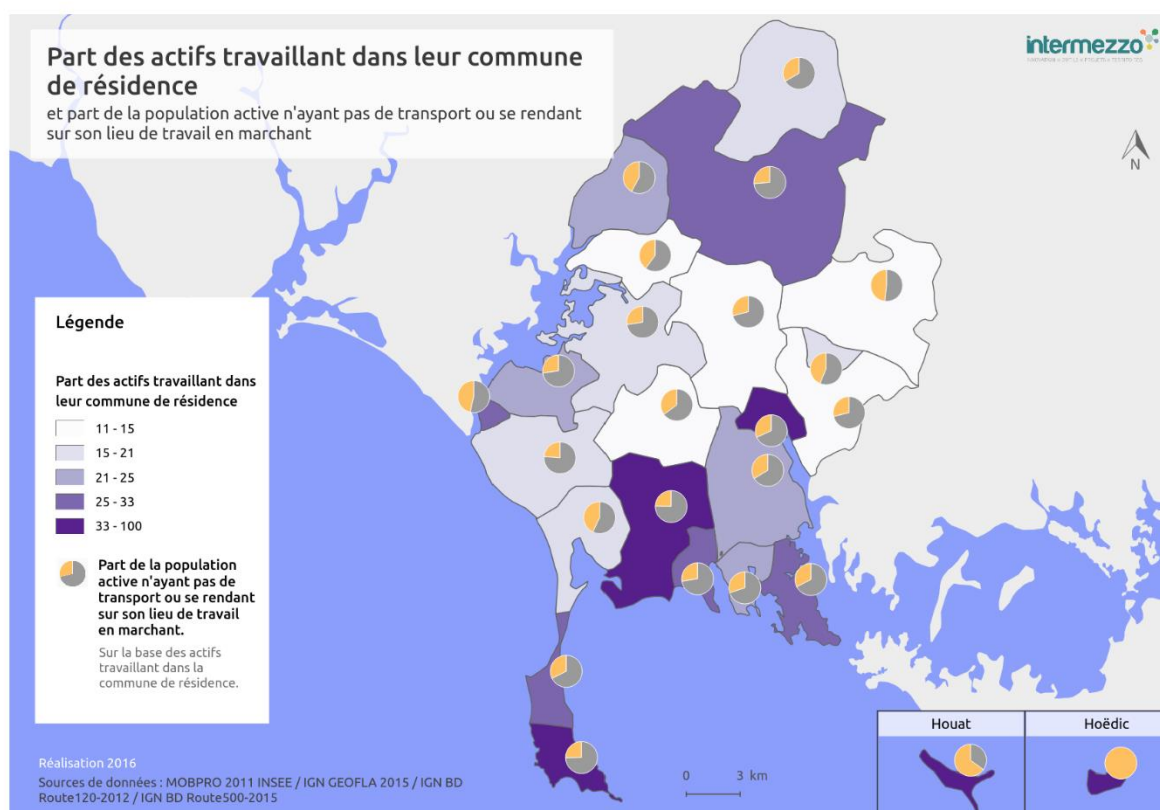 Part des actifs travaillant dans leur commune
de résidence
et part de la population active n'ayant pas de transport ou se rendant
sur son lieu de travail en marchant
intermezzo
N
Légende
Part des actifs travaillant dans
leur commune de résidence
11 - 15
15 - 21
21 - 25
25 - 33
33 - 100
Part de la population
active n'ayant pas de
transport ou se rendant
sur son lieu de travail
en marchant.
Sur la base des actifs
travaillant dans la
commune de résidence.
Houat
Hoëdic
0 3 km
Réalisation 2016
Sources de données : MOBPRO 2011 INSEE / IGN GEOFLA 2015 / IGN BD
Route120-2012 / IGN BD Route500-2015